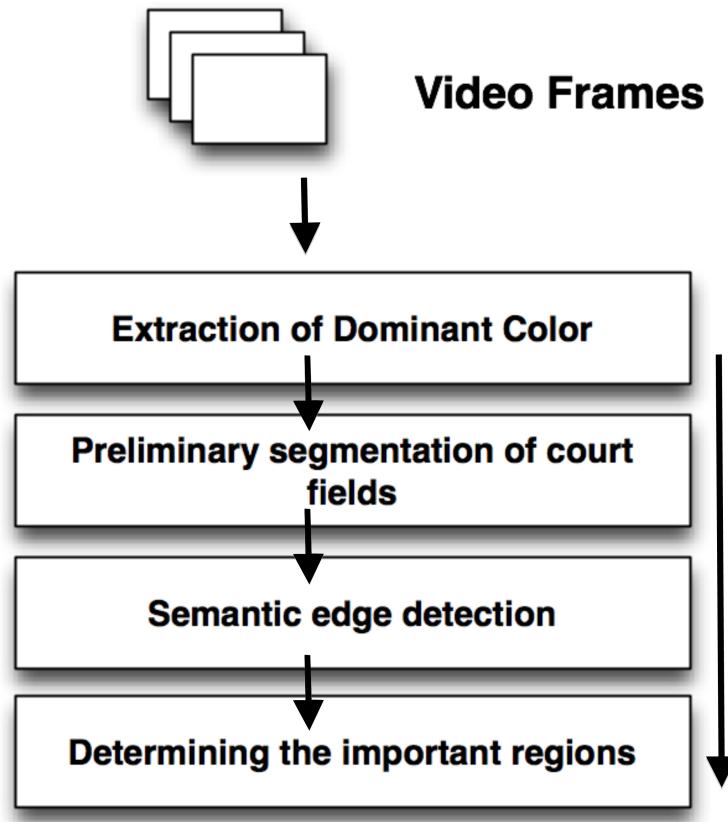 Video Frames
Extraction of Dominant Color
Preliminary segmentation of court
fields
Semantic edge detection
Determining the important regions